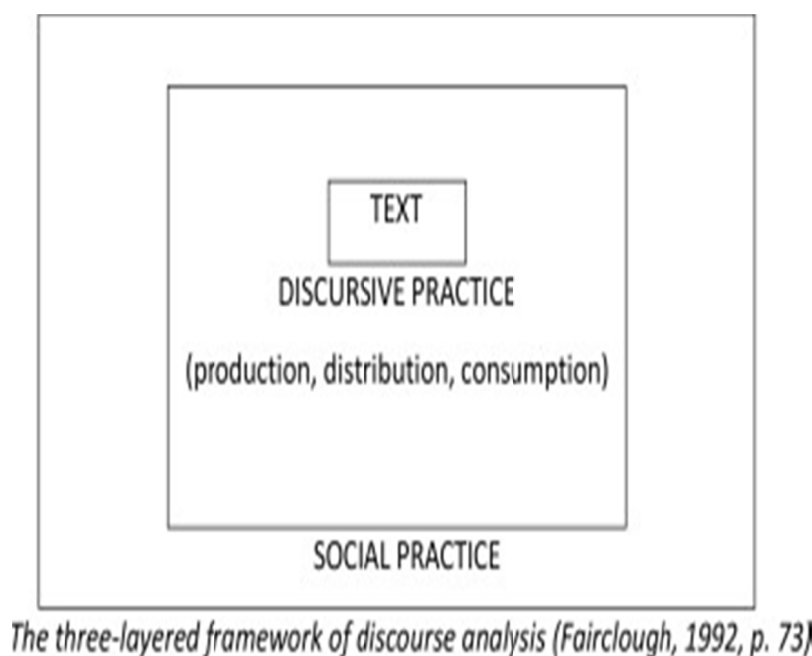 TEXT
DISCURSIVE PRACTICE
(production, distribution, consumption)
SOCIAL PRACTICE
The three-layered framework of discourse analysis (Fairclough, 1992, p. 73)